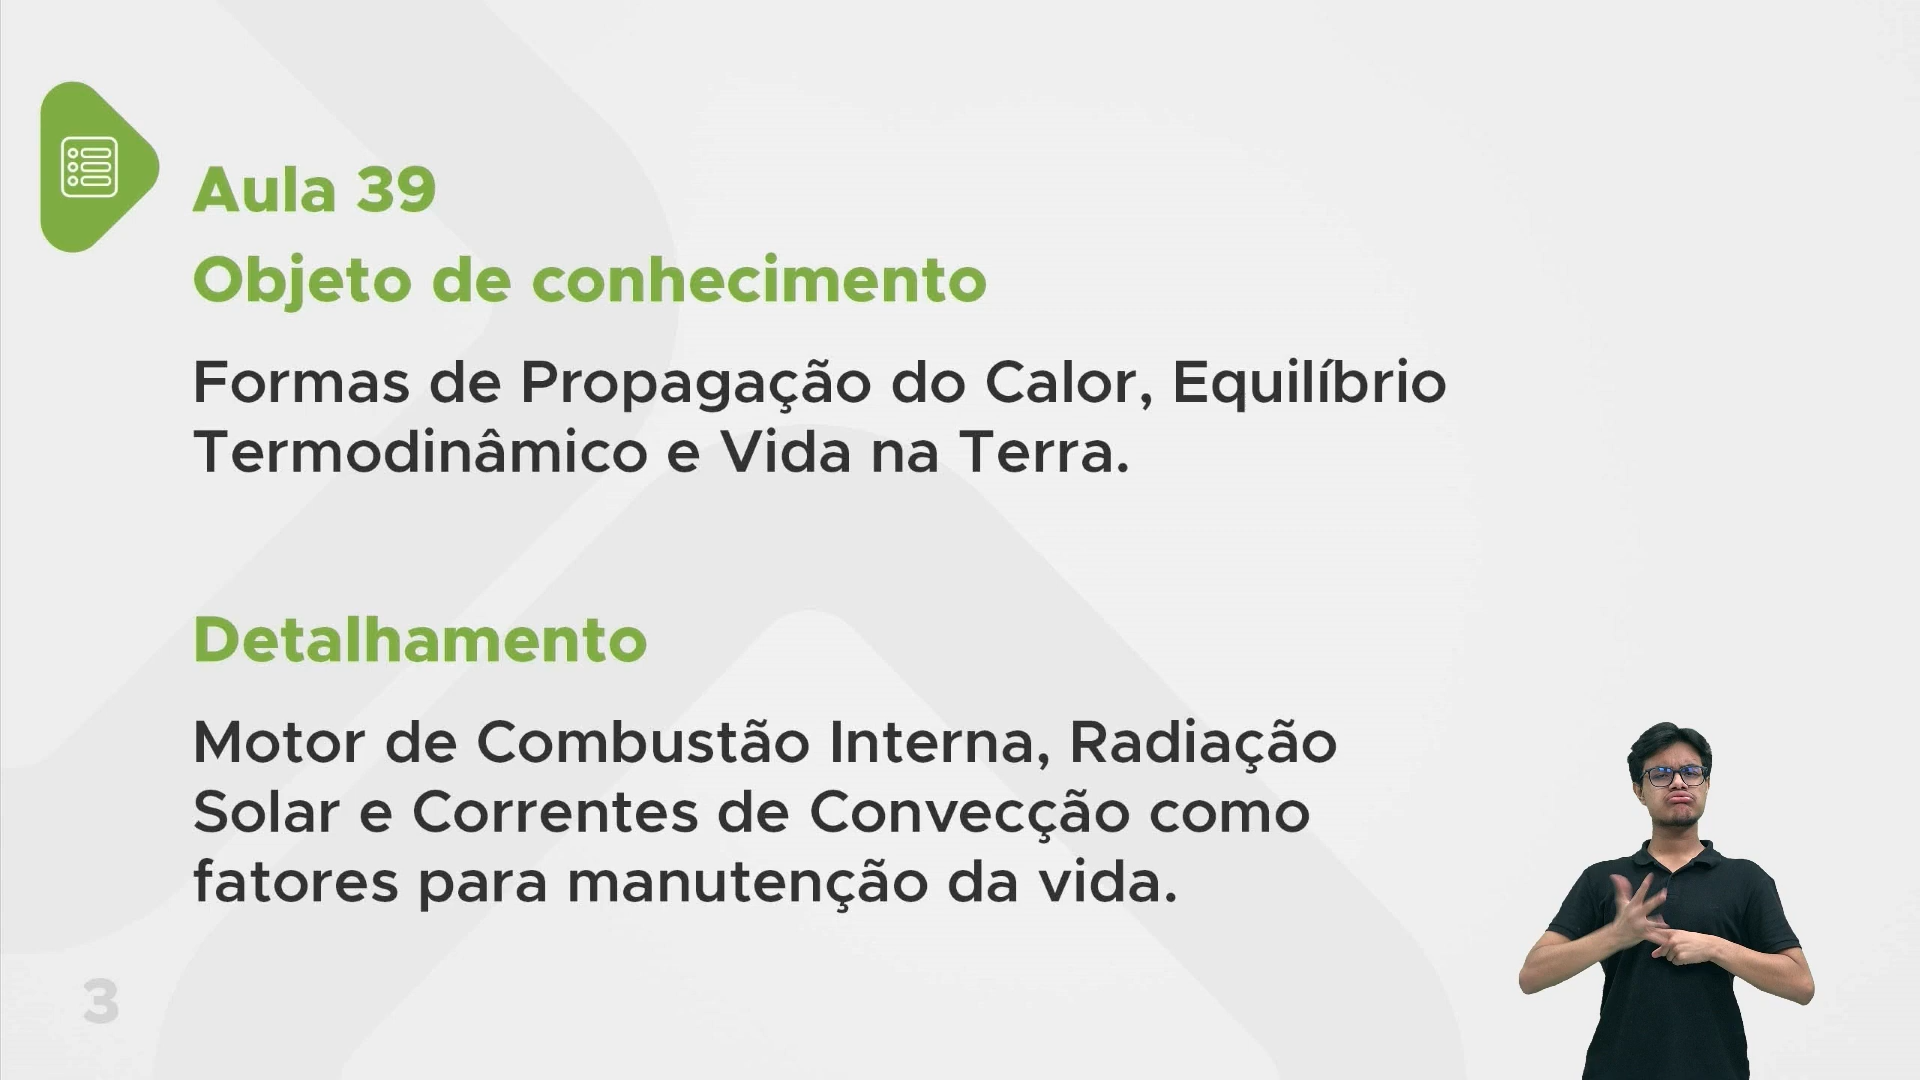 Aula 39
Objeto de conhecimento
Formas de Propagação do Calor, Equilíbrio
Termodinâmico e Vida na Terra.
Detalhamento
Motor de Combustão Interna, Radiação
Solar e Correntes de Convecção como
fatores para manutenção da vida.
3